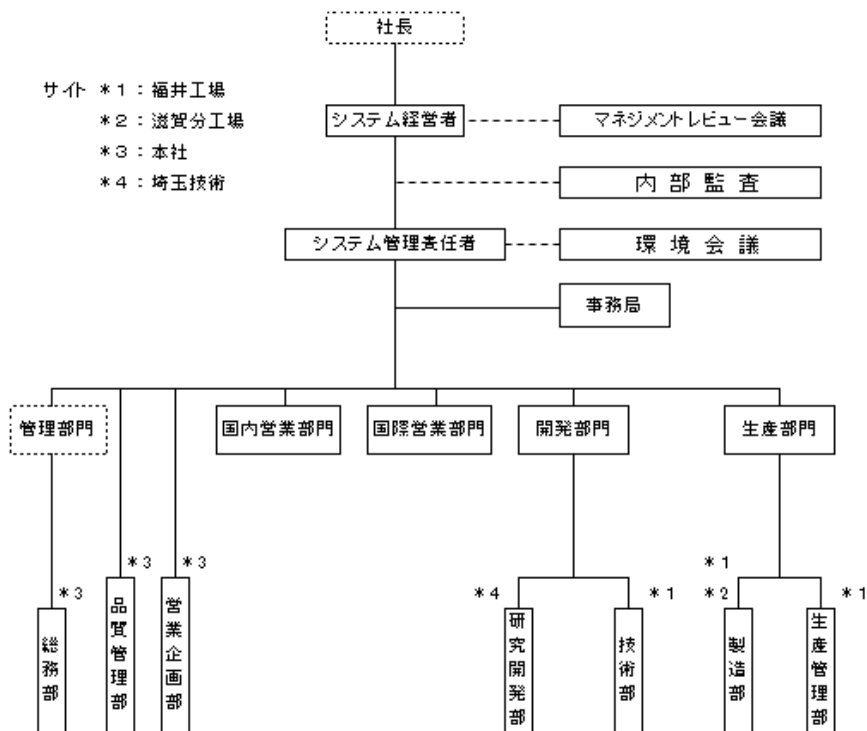 社長
サイト *1:福井工場
*2:滋賀分工場
*3:本社
*4:埼玉技術
システム経営者
マネジメントレビュー会議
内部監査
システム管理責任者
環境会議
事務局
管理部門
国内営業部門
国際営業部門
開発部門
生産部門
*3
総務部
*3
品質管理部
*3
営業企画部
*4
研究開発部
*1
技術部
*1
*2
製造部
*1
生産管理部